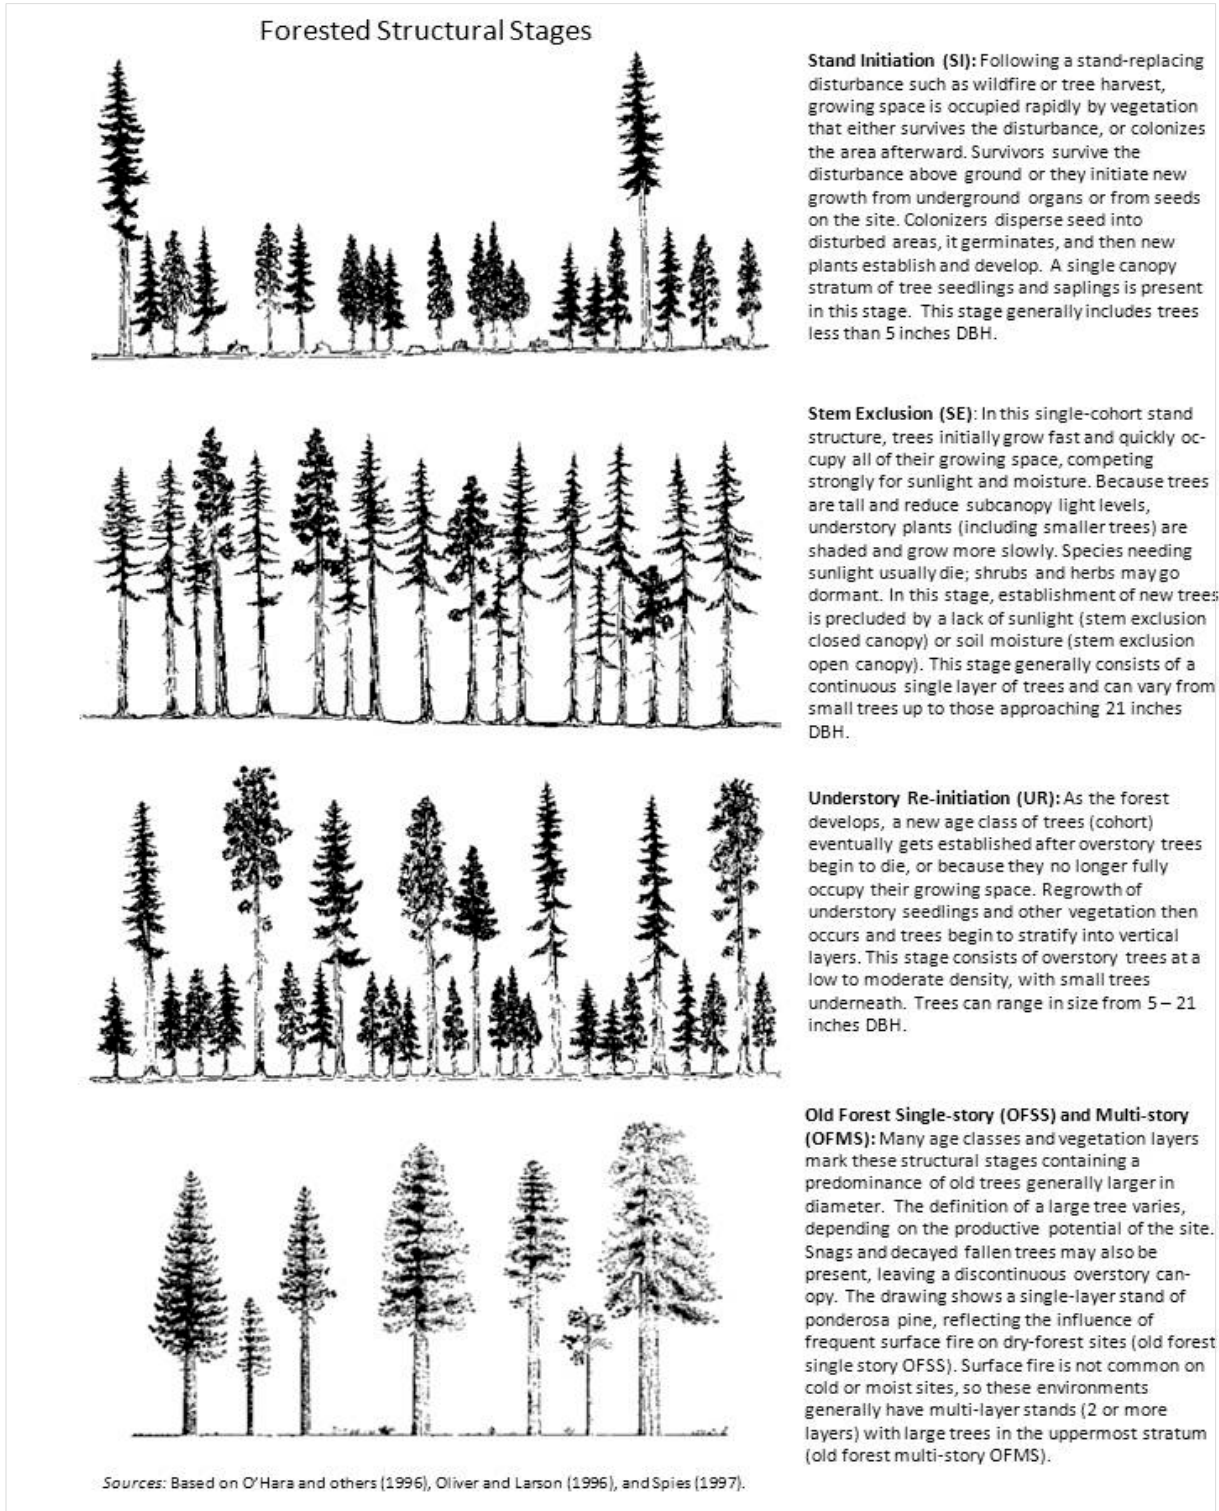 Forested Structural Stages
Stand Initiation (SI): Following a stand-replacing
disturbance such as wildfire or tree harvest,
growing space is occupied rapidly by vegetation
that either survives the disturbance, or colonizes
the area afterward. Survivors survive the
disturbance above ground or they initiate new
growth from underground organs or from seeds
on the site. Colonizers disperse seed into
disturbed areas, it germinates, and then new
plants establish and develop. A single canopy
stratum of tree seedlings and saplings is present
in this stage. This stage generally includes trees
less than 5 inches DBH.
Stem Exclusion (SE): In this single-cohort stand
structure, trees initially grow fast and quickly oc-
cupy all of their growing space, competing
strongly for sunlight and moisture. Because trees
are tall and reduce subcanopy light levels,
understory plants (including smaller trees) are
shaded and grow more slowly. Species needing
sunlight usually die; shrubs and herbs may go
dormant. In this stage, establishment of new trees
is precluded by a lack of sunlight (stem exclusion
closed canopy) or soil moisture (stem exclusion
open canopy). This stage generally consists of a
continuous single layer of trees and can vary from
small trees up to those approaching 21 inches
DBH.
Understory Re-initiation (UR): As the forest
develops, a new age class of trees (cohort)
eventually gets established after overstory trees
begin to die, or because they no longer fully
occupy their growing space. Regrowth of
understory seedlings and other vegetation then
occurs and trees begin to stratify into vertical
layers. This stage consists of overstory trees at a
low to moderate density, with small trees
underneath. Trees can range in size from 5 – 21
inches DBH.
Old Forest Single-story (OFSS) and Multi-story
(OFMS): Many age classes and vegetation layers
mark these structural stages containing a
predominance of old trees generally larger in
diameter. The definition of a large tree varies,
depending on the productive potential of the site.
Snags and decayed fallen trees may also be
present, leaving a discontinuous overstory can-
opy. The drawing shows a single-layer stand of
ponderosa pine, reflecting the influence of
frequent surface fire on dry-forest sites (old forest
single story OFSS). Surface fire is not common on
cold or moist sites, so these environments
generally have multi-layer stands (2 or more
layers) with large trees in the uppermost stratum
(old forest multi-story OFMS).
Sources: Based on O'Hara and others (1996), Oliver and Larson (1996), and Spies (1997).